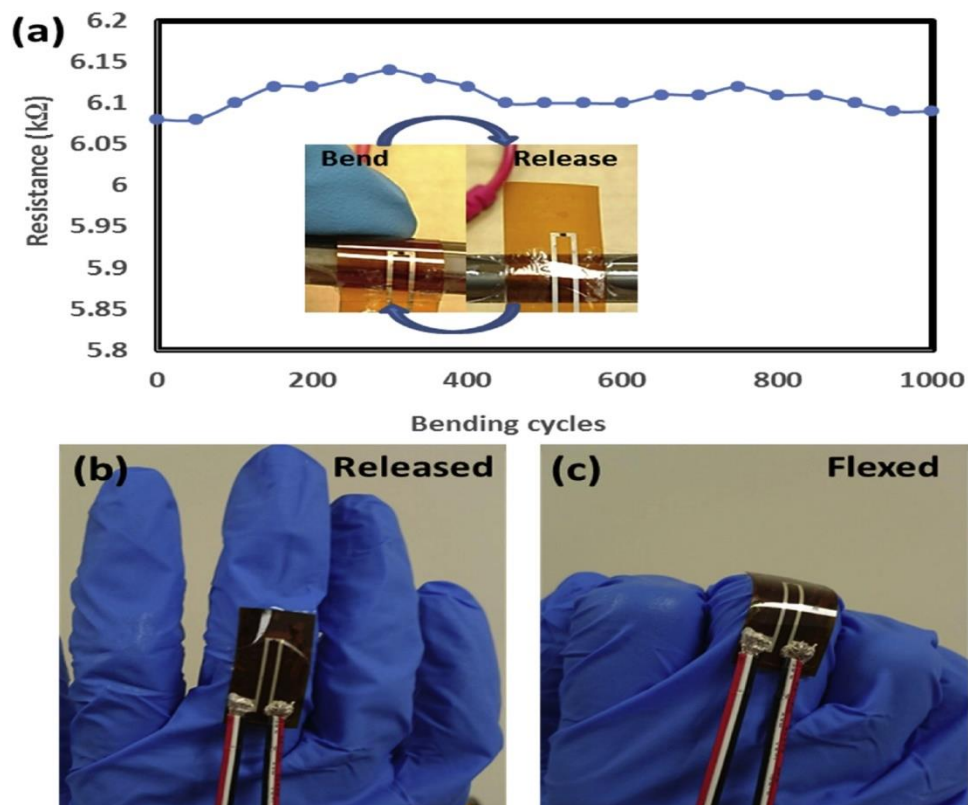 (a)
6.2
6.15
6.1
6.05
6
5.95
5.9
5.85
5.8
Resistance (kΩ)
Bend
Release
0
200
400
600
800
1000
Bending cycles
(b)
Released
(c)
Flexed